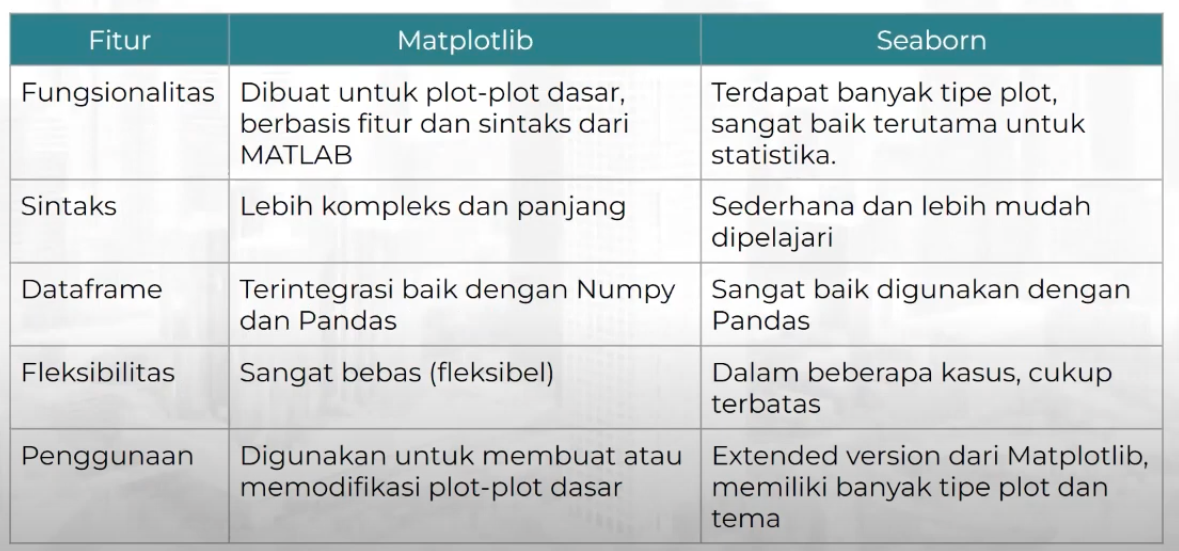 Fitur
Matplotlib
Seaborn
Fungsionalitas
Dibuat untuk plot-plot dasar,
berbasis fitur dan sintaks dari
MATLAB
Terdapat banyak tipe plot,
sangat baik terutama untuk
statistika.
Sintaks
Lebih kompleks dan panjang
Sederhana dan lebih mudah
dipelajari
Dataframe
Terintegrasi baik dengan Numpy
dan Pandas
Sangat baik digunakan dengan
Pandas
Fleksibilitas
Sangat bebas (fleksibel)
Dalam beberapa kasus, cukup
terbatas
Penggunaan
Digunakan untuk membuat atau
memodifikasi plot-plot dasar
Extended version dari Matplotlib,
memiliki banyak tipe plot dan
tema